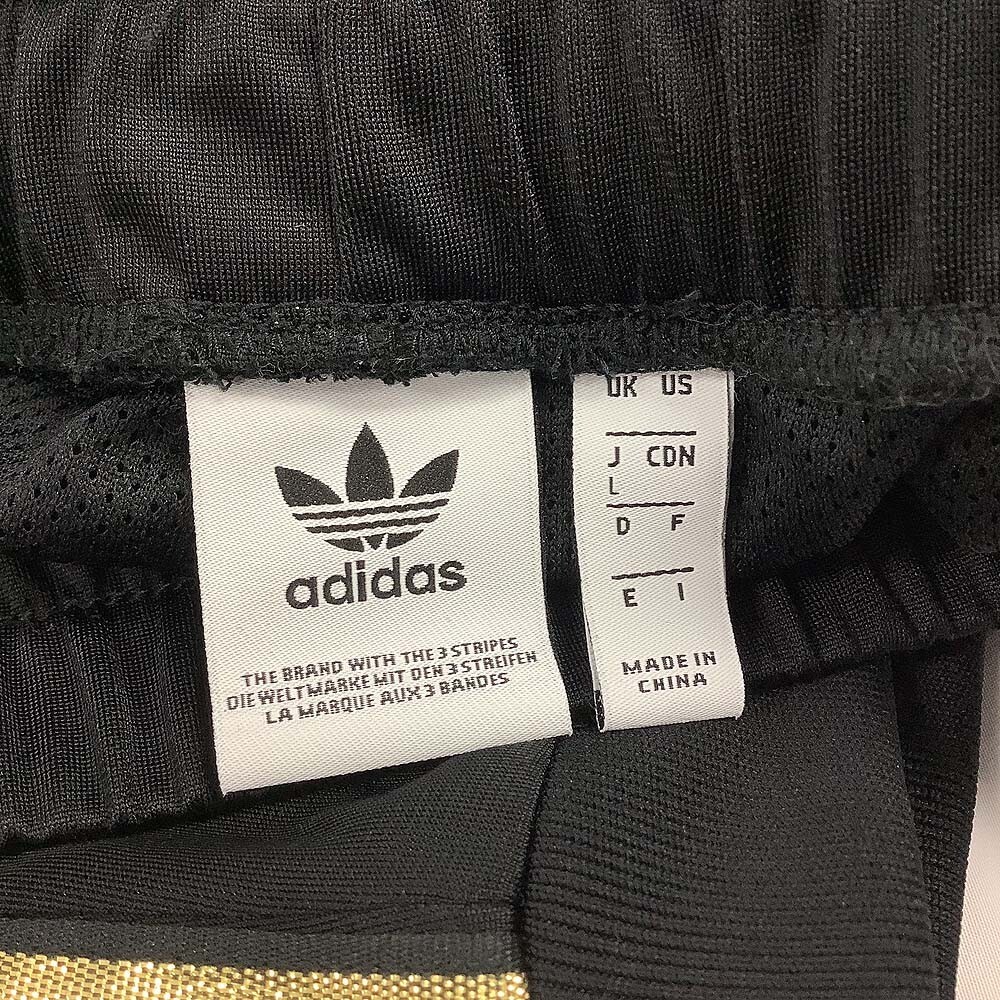 adidas
THE BRAND WITH THE 3 STRIPES
DIE WELTMARKE MIT DEN 3 STREIFEN
LA MARQUE AUX 3 BANDES
UK US
J CDN
L
D F
E I
MADE IN
CHINA